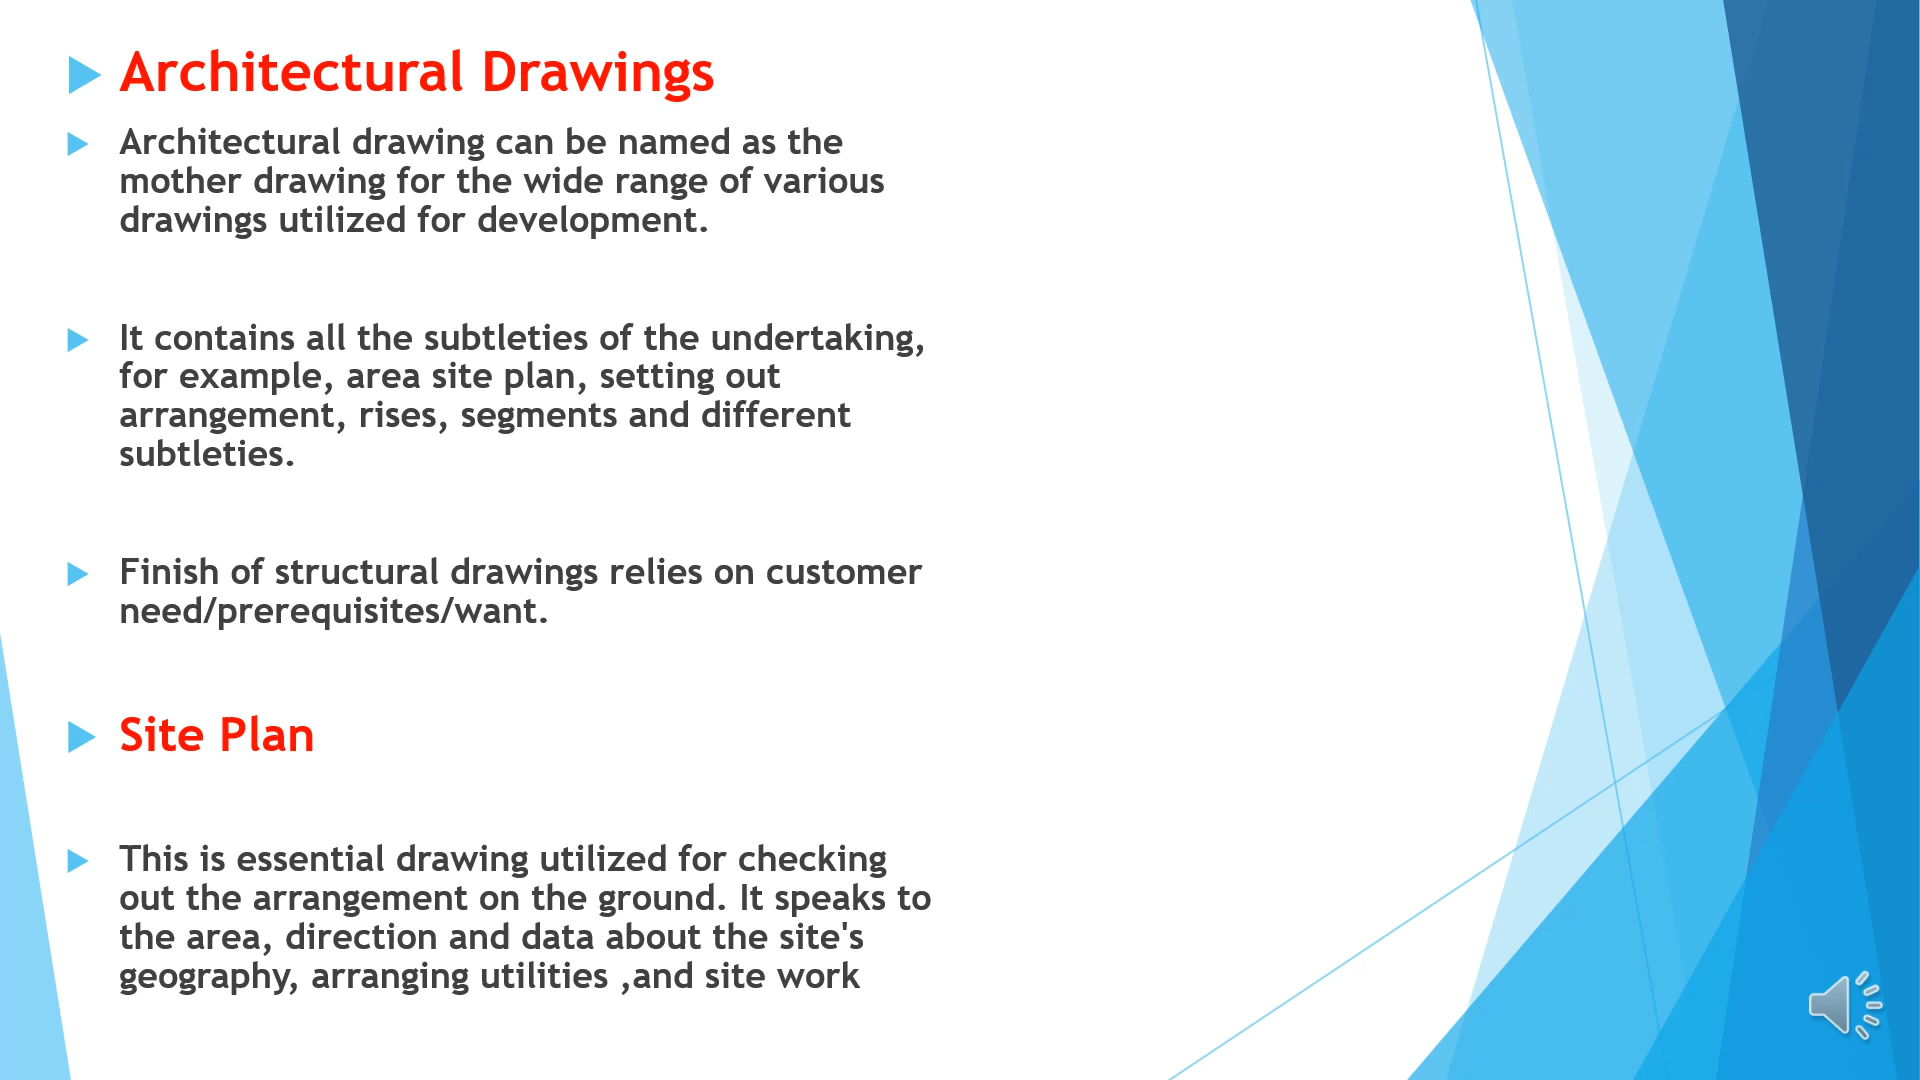 Architectural Drawings
Architectural drawing can be named as the
mother drawing for the wide range of various
drawings utilized for development.
It contains all the subtleties of the undertaking,
for example, area site plan, setting out
arrangement, rises, segments and different
subtleties.
Finish of structural drawings relies on customer
need/prerequisites/want.
Site Plan
This is essential drawing utilized for checking
out the arrangement on the ground. It speaks to
the area, direction and data about the site's
geography, arranging utilities ,and site work